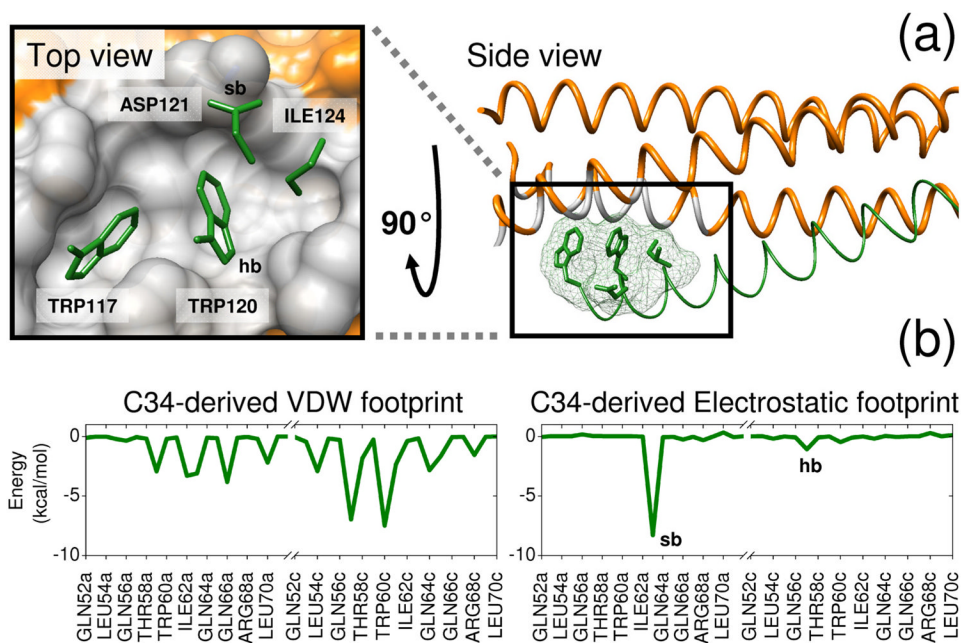 (a)
Top view
Side view
sb
ASP121
ILE124
90°
hb
TRP117
TRP120
(b)
C34-derived VDW footprint
C34-derived Electrostatic footprint
Energy
(kcal/mol)
0
-5
-10
0
-5
-10
sb
hb
GLN52a
LEU54a
GLN56a
THR58a
TRP60a
ILE62a
GLN64a
GLN66a
ARG68a
LEU70a
GLN52c
LEU54c
GLN56c
THR58c
TRP60c
ILE62c
GLN64c
GLN66c
ARG68c
LEU70c
GLN52a
LEU54a
GLN56a
THR58a
TRP60a
ILE62a
GLN64a
GLN66a
ARG68a
LEU70a
GLN52c
LEU54c
GLN56c
THR58c
TRP60c
ILE62c
GLN64c
GLN66c
ARG68c
LEU70c